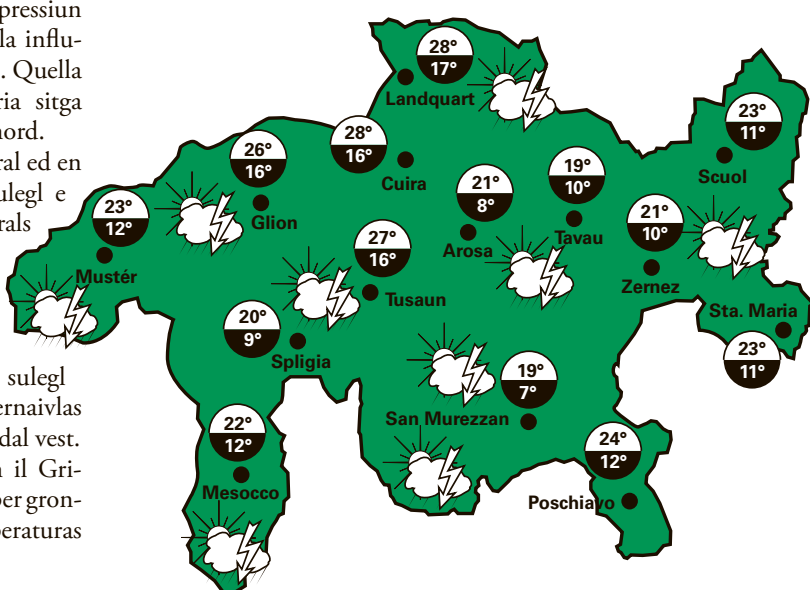 pressiun
la influ-
. Quella
ria sitga
nord.
ral ed en
ulegl e
rals
sulegl
ernaivlas
dal vest.
il Gri-
per gron-
peraturas
28°
17°
Landquart
28°
16°
Cuira
23°
11°
Scuol
26°
16°
Glion
19°
10°
Tavau
21°
8°
Arosa
23°
12°
Mustér
21°
10°
Zernez
27°
16°
Tusaun
20°
9°
Spligia
Sta. Maria
23°
11°
19°
7°
San Murezzan
22°
12°
Mesocco
24°
12°
Poschiavo